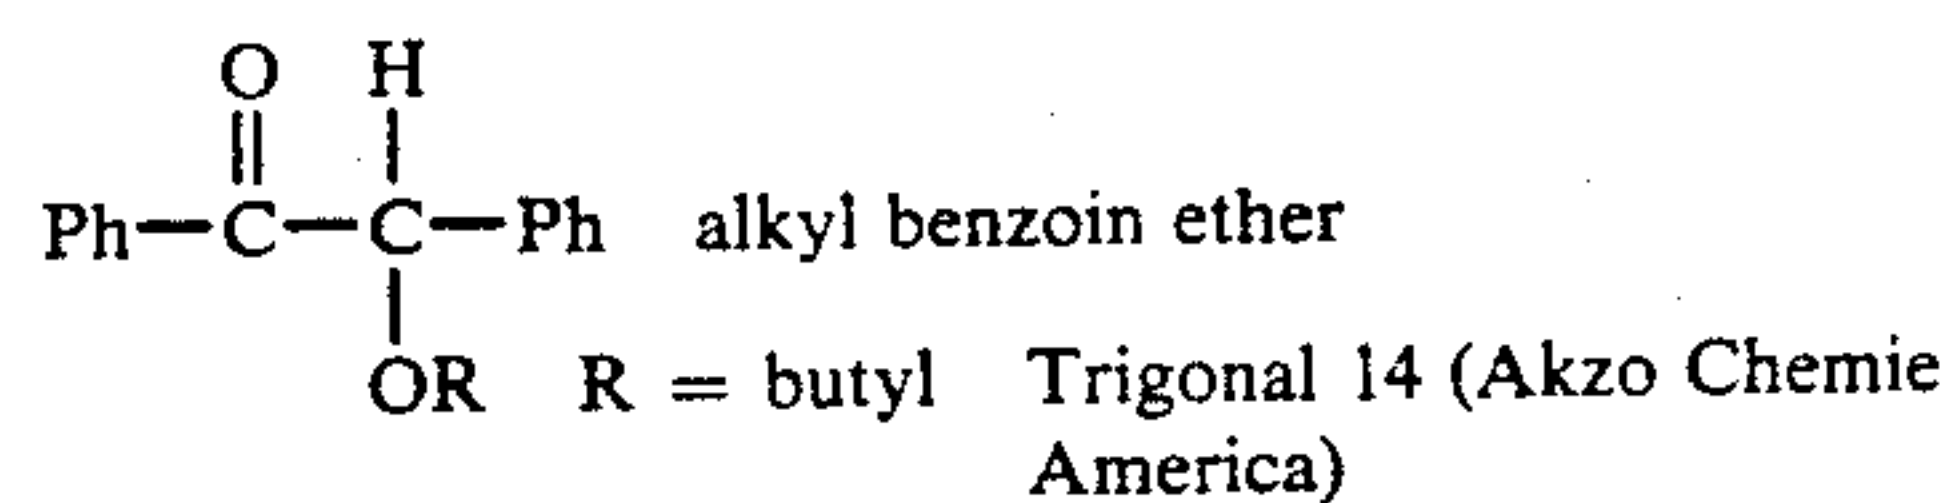 O H
Ph—C—C—Ph alkyl benzoin ether
OR R = butyl Trigonal 14 (Akzo Chemie
America)